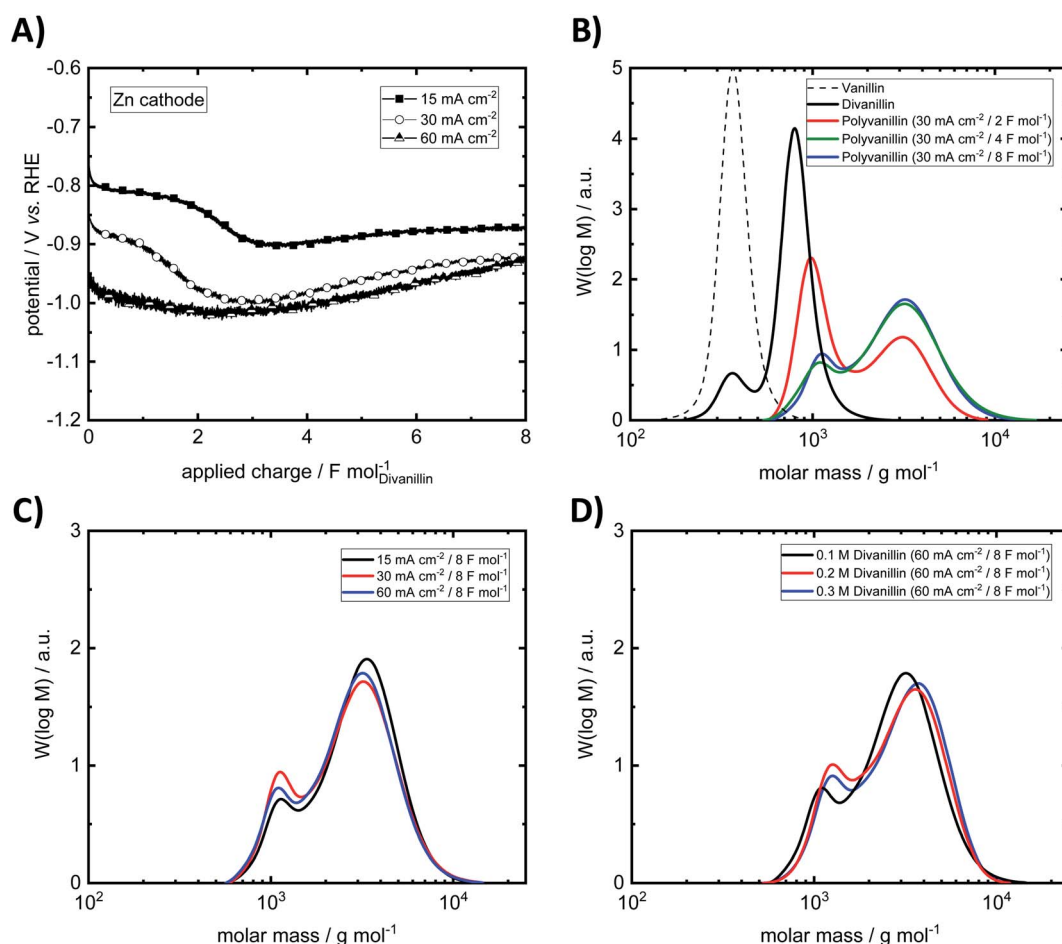 A)
-0.6
-0.7
-0.8
-0.9
-1.0
-1.1
-1.2
potential / V vs. RHE
Zn cathode
15 mA cm⁻²
30 mA cm⁻²
60 mA cm⁻²
0 2 4 6 8
applied charge / F mol⁻¹Divanillin
B)
5
4
3
2
1
0
W(log M) / a.u.
Vanillin
Divanillin
Polyvanillin (30 mA cm⁻² / 2 F mol⁻¹)
Polyvanillin (30 mA cm⁻² / 4 F mol⁻¹)
Polyvanillin (30 mA cm⁻² / 8 F mol⁻¹)
10² 10³ 10⁴
molar mass / g mol⁻¹
C)
3
2
1
0
W(log M) / a.u.
15 mA cm⁻² / 8 F mol⁻¹
30 mA cm⁻² / 8 F mol⁻¹
60 mA cm⁻² / 8 F mol⁻¹
10² 10³ 10⁴
molar mass / g mol⁻¹
D)
3
2
1
0
W(log M) / a.u.
0.1 M Divanillin (60 mA cm⁻² / 8 F mol⁻¹)
0.2 M Divanillin (60 mA cm⁻² / 8 F mol⁻¹)
0.3 M Divanillin (60 mA cm⁻² / 8 F mol⁻¹)
10² 10³ 10⁴
molar mass / g mol⁻¹